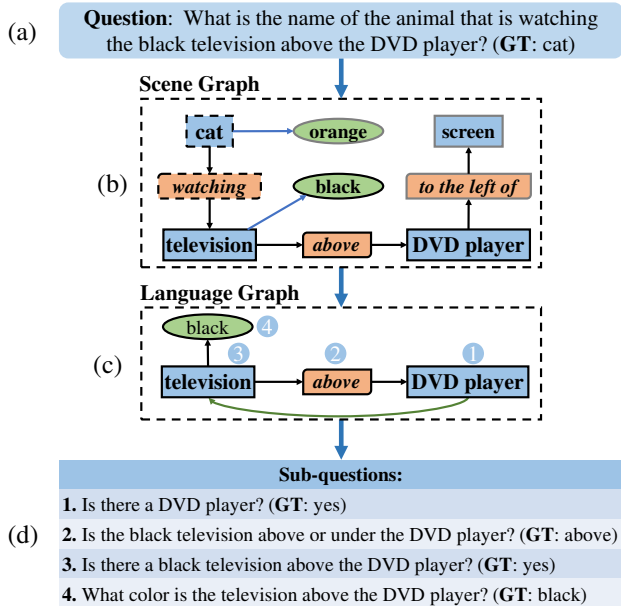 (a)
Question: What is the name of the animal that is watching
the black television above the DVD player? (GT: cat)
Scene Graph
(b)
cat
orange
screen
watching
black
to the left of
television
above
DVD player
Language Graph
(c)
black
4
3
2
1
television
above
DVD player
(d)
Sub-questions:
1. Is there a DVD player? (GT: yes)
2. Is the black television above or under the DVD player? (GT: above)
3. Is there a black television above the DVD player? (GT: yes)
4. What color is the television above the DVD player? (GT: black)